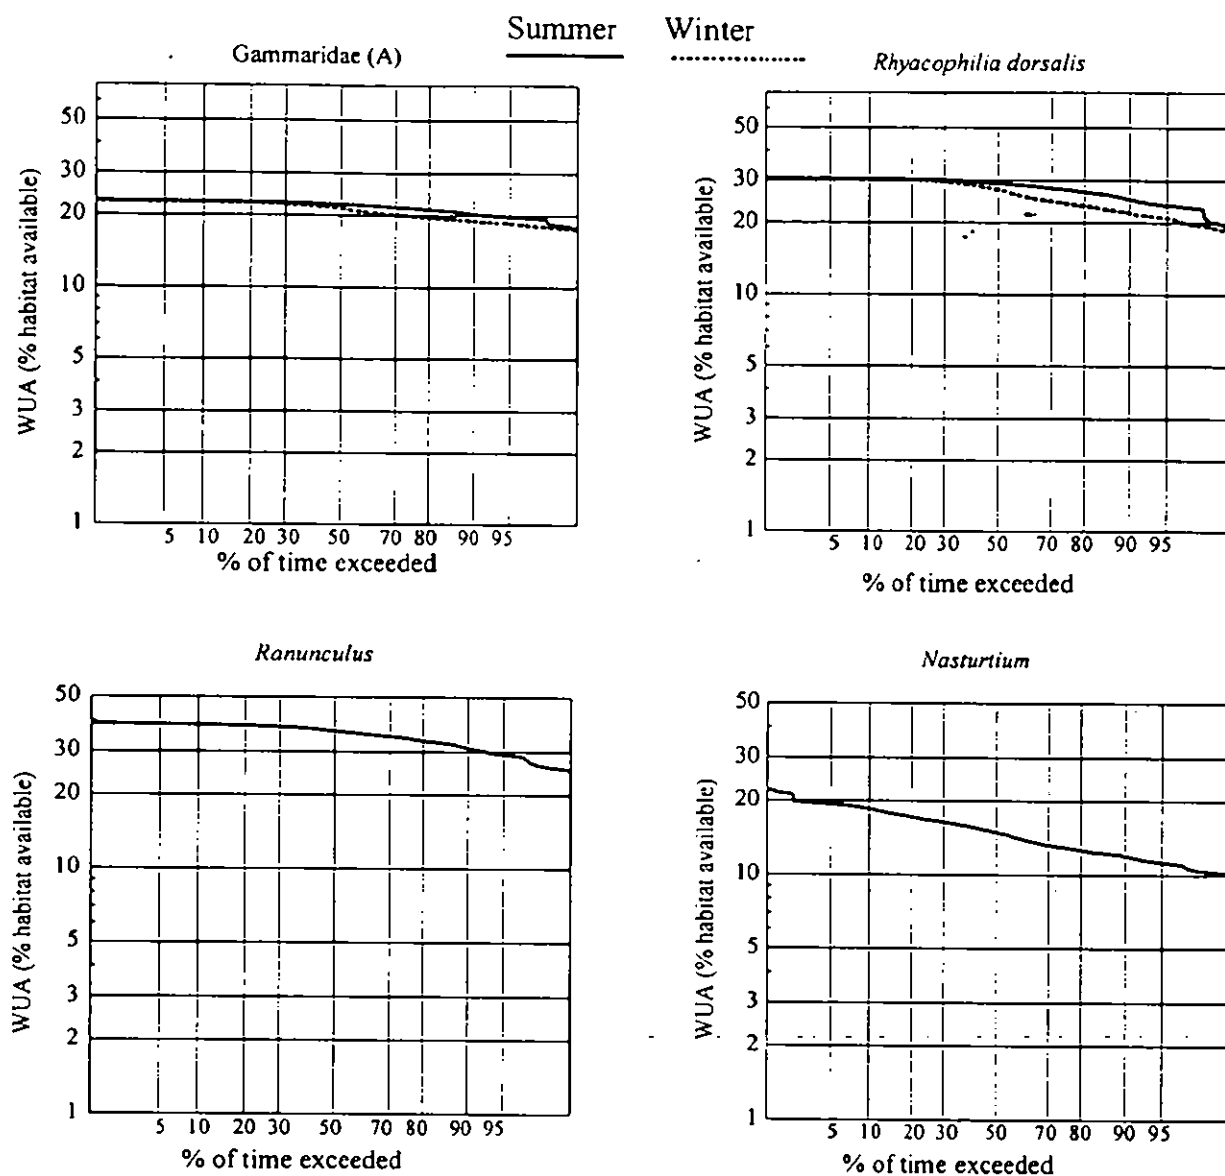 Summer Winter
Gammaridae (A)
WUA (% habitat available)
50
30
20
10
5
3
2
1
5 10 20 30 50 70 80 90 95
% of time exceeded
Rhyacophilia dorsalis
WUA (% habitat available)
50
30
20
10
5
3
2
1
5 10 20 30 50 70 80 90 95
% of time exceeded
Ranunculus
WUA (% habitat available)
50
30
20
10
5
3
2
1
5 10 20 30 50 70 80 90 95
% of time exceeded
Nasturtium
WUA (% habitat available)
50
30
20
10
5
3
2
1
5 10 20 30 50 70 80 90 95
% of time exceeded